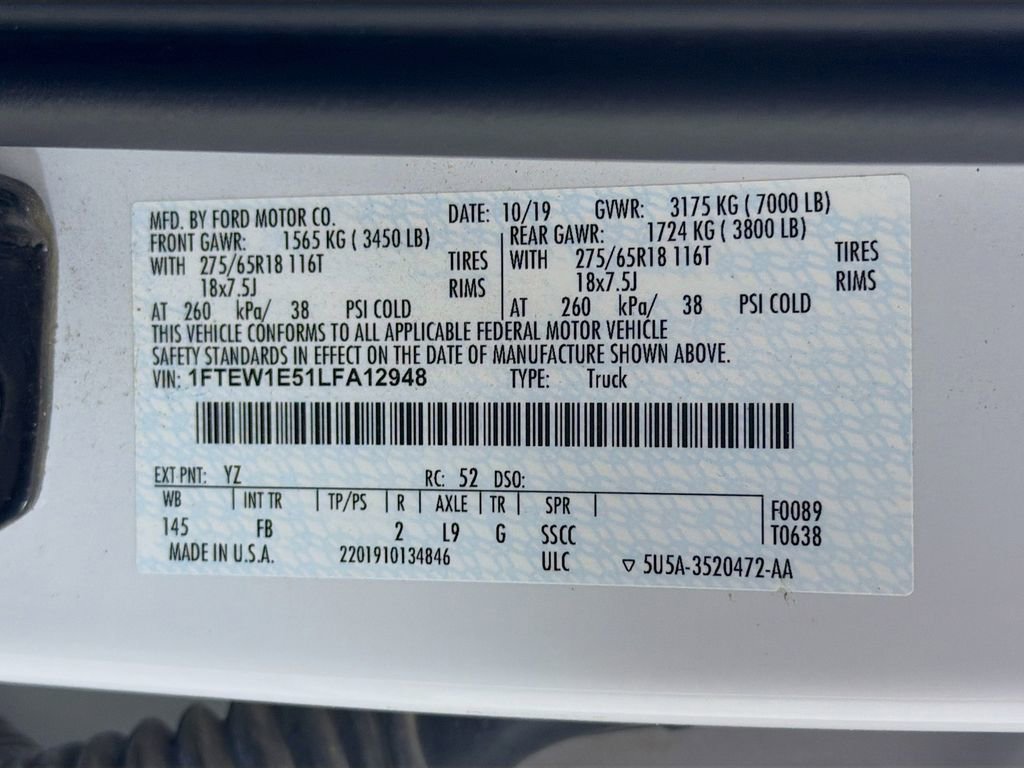 MFD. BY FORD MOTOR CO. DATE: 10/19 GVWR: 3175 KG ( 7000 LB)
FRONT GAWR: 1565 KG ( 3450 LB) REAR GAWR: 1724 KG ( 3800 LB)
WITH 275/65R18 116T TIRES WITH 275/65R18 116T TIRES
18x7.5J RIMS 18x7.5J RIMS
AT 260 kPa/ 38 PSI COLD AT 260 kPa/ 38 PSI COLD
THIS VEHICLE CONFORMS TO ALL APPLICABLE FEDERAL MOTOR VEHICLE
SAFETY STANDARDS IN EFFECT ON THE DATE OF MANUFACTURE SHOWN ABOVE.
VIN: 1FTEW1E51LFA12948 TYPE: Truck
EXT PNT: YZ RC: 52 DSO:
WB | INT TR | TP/PS | R | AXLE | TR | SPR | F0089
145 FB 2 L9 G SSCC T0638
MADE IN U.S.A. 2201910134846 ULC ▽ 5U5A-3520472-AA